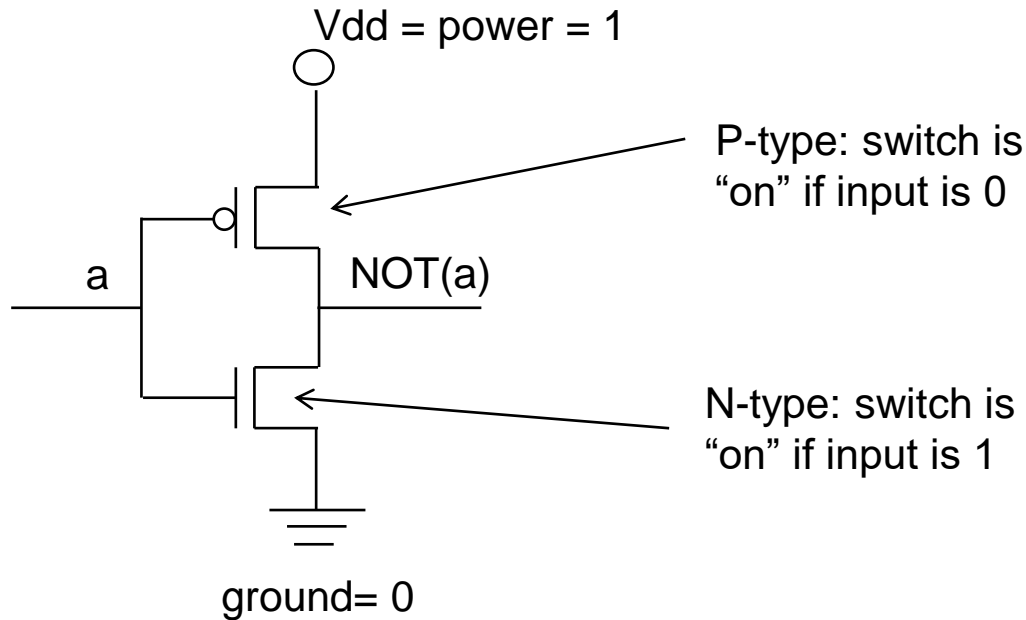 Vdd = power = 1
P-type: switch is
“on” if input is 0
a
NOT(a)
N-type: switch is
“on” if input is 1
ground= 0